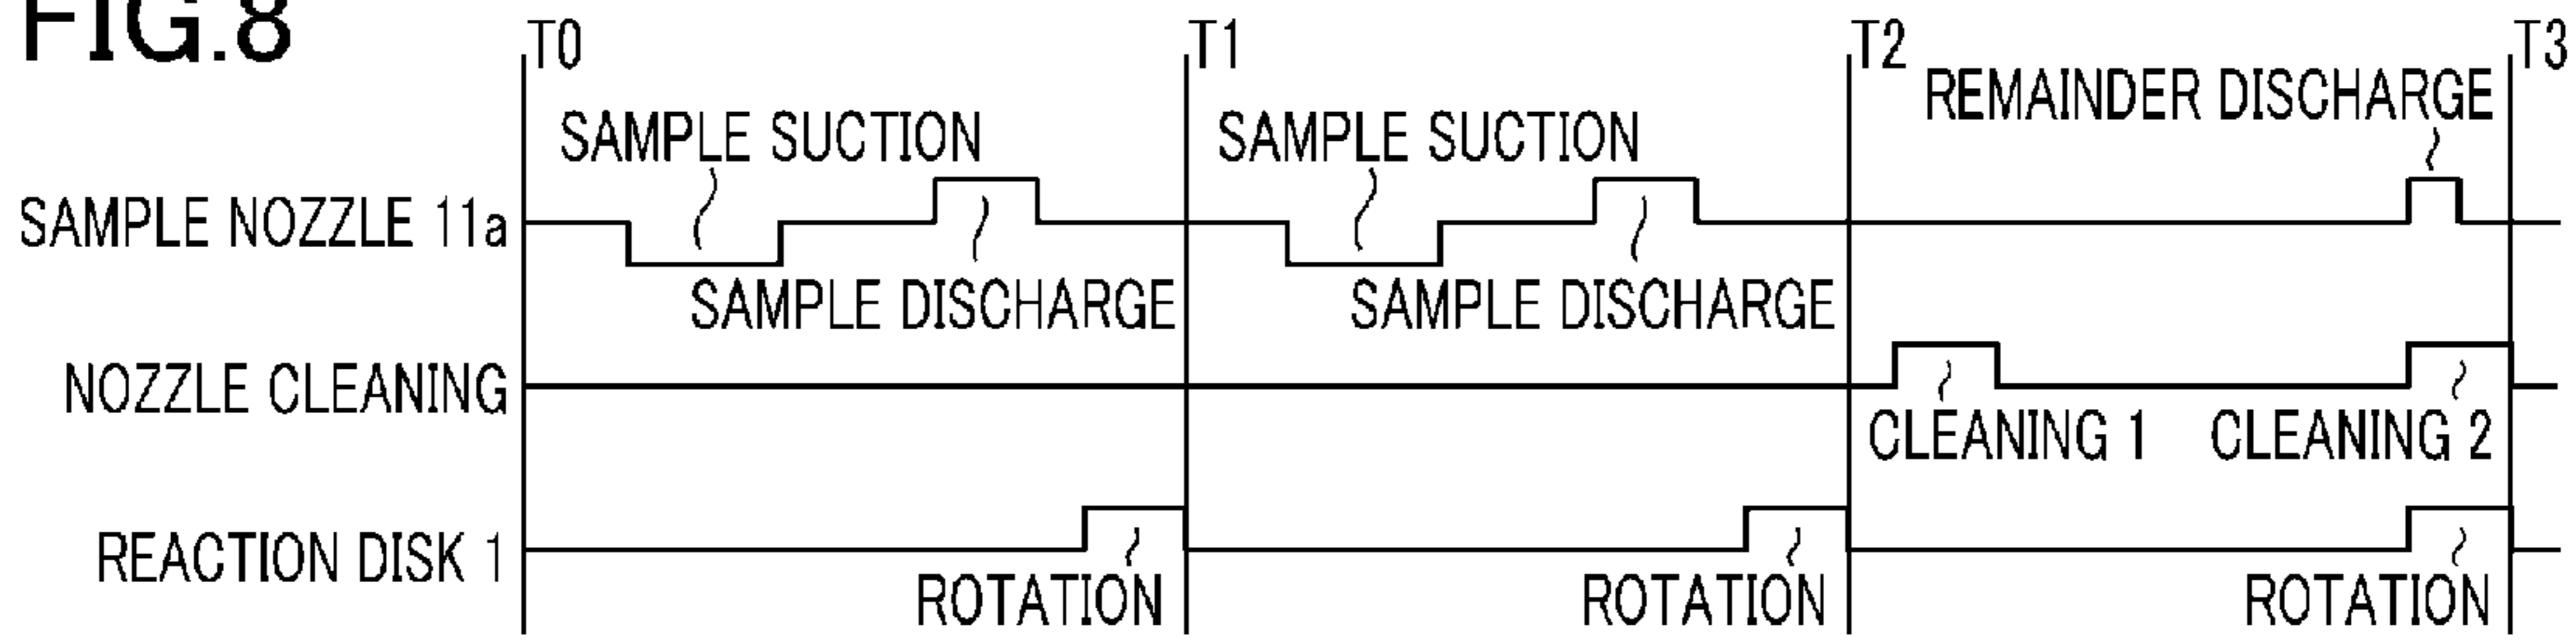 FIG.8
T0
T1
T2
T3
REMAINDER DISCHARGE
SAMPLE SUCTION
SAMPLE SUCTION
SAMPLE NOZZLE 11a
SAMPLE DISCHARGE
SAMPLE DISCHARGE
NOZZLE CLEANING
CLEANING 1
CLEANING 2
REACTION DISK 1
ROTATION
ROTATION
ROTATION